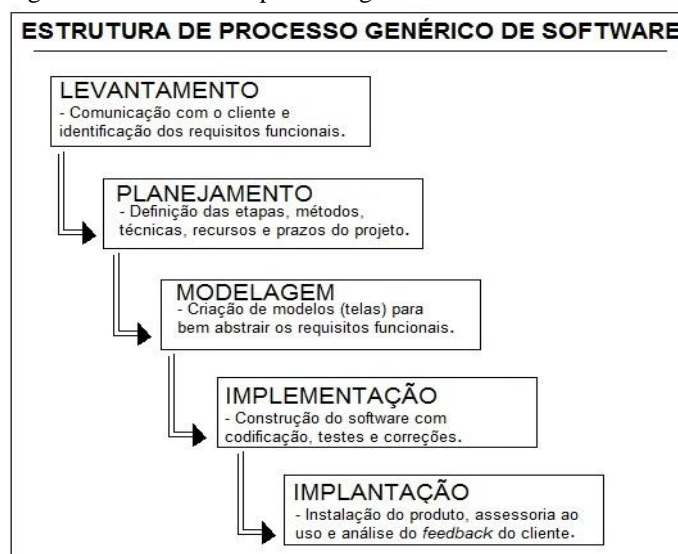 ESTRUTURA DE PROCESSO GENÉRICO DE SOFTWARE
LEVANTAMENTO
- Comunicação com o cliente e
identificação dos requisitos funcionais.
PLANEJAMENTO
- Definição das etapas, métodos,
técnicas, recursos e prazos do projeto.
MODELAGEM
- Criação de modelos (telas) para
bem abstrair os requisitos funcionais.
IMPLEMENTAÇÃO
- Construção do software com
codificação, testes e correções.
IMPLANTAÇÃO
- Instalação do produto, assessoria ao
uso e análise do feedback do cliente.